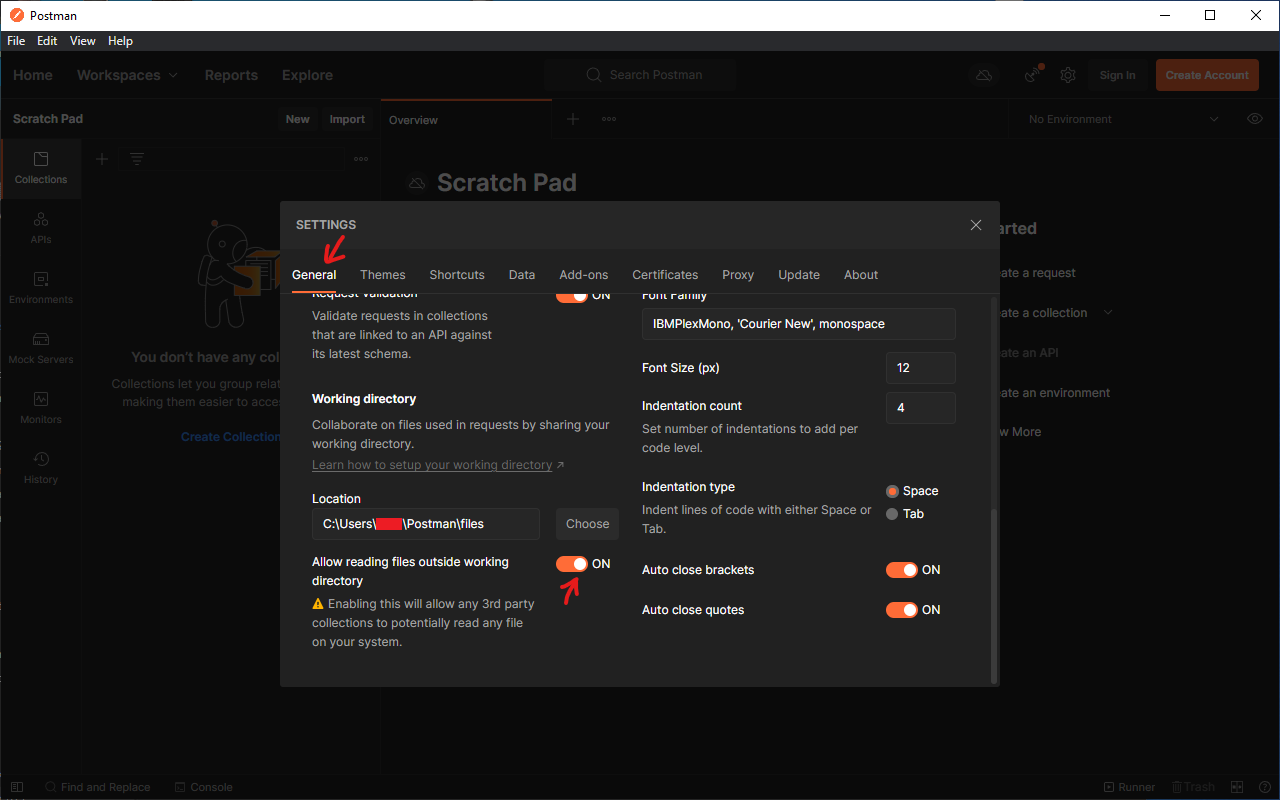 Postman
File Edit View Help
Home Workspaces Reports Explore
Search Postman
Sign In
Create Account
Scratch Pad
New Import
Overview
No Environment
Collections
APIs
Environments
Mock Servers
Monitors
History
You don't have any col
Collections let you group relat
making them easier to acces
Create Collection
Scratch Pad
arted
ate a request
ate a collection
ate an API
ate an environment
w More
SETTINGS
General Themes Shortcuts Data Add-ons Certificates Proxy Update About
Request Validation ON
Validate requests in collections
that are linked to an API against
its latest schema.
Working directory
Collaborate on files used in requests by sharing your
working directory.
Learn how to setup your working directory ↗
Location
C:\Users\ \Postman\files
Choose
Allow reading files outside working
directory
ON
Enabling this will allow any 3rd party
collections to potentially read any file
on your system.
Font Family
IBMPlexMono, 'Courier New', monospace
Font Size (px) 12
Indentation count 4
Set number of indentations to add per
code level.
Indentation type
Indent lines of code with either Space or
Tab.
Space
Tab
Auto close brackets ON
Auto close quotes ON
Find and Replace Console
Runner Trash